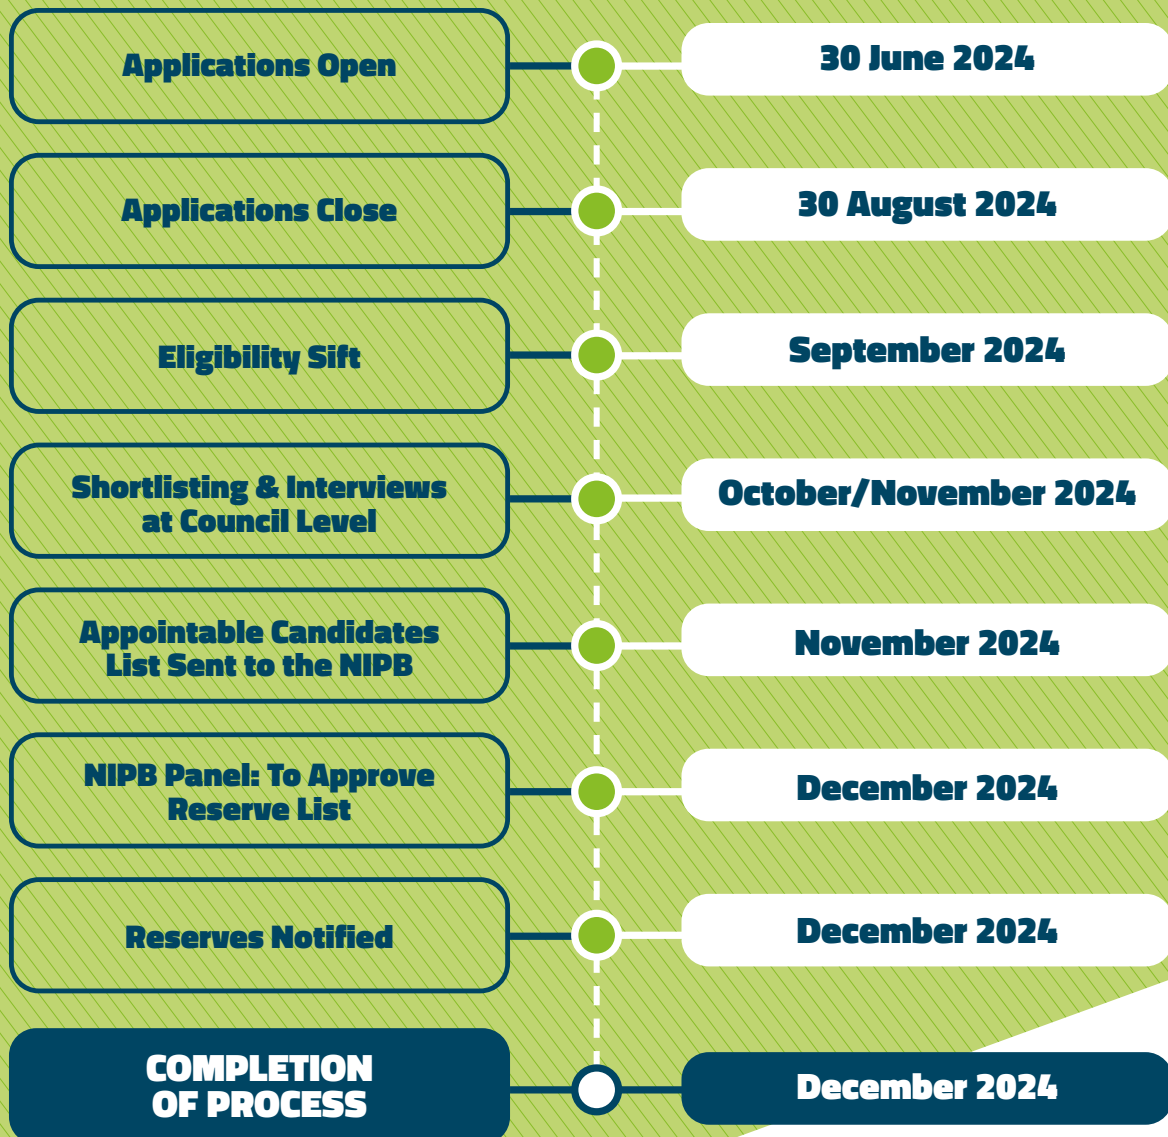 Applications Open
30 June 2024
Applications Close
30 August 2024
Eligibility Sift
September 2024
Shortlisting & Interviews
at Council Level
October/November 2024
Appointable Candidates
List Sent to the NIPB
November 2024
NIPB Panel: To Approve
Reserve List
December 2024
Reserves Notified
December 2024
COMPLETION
OF PROCESS
December 2024